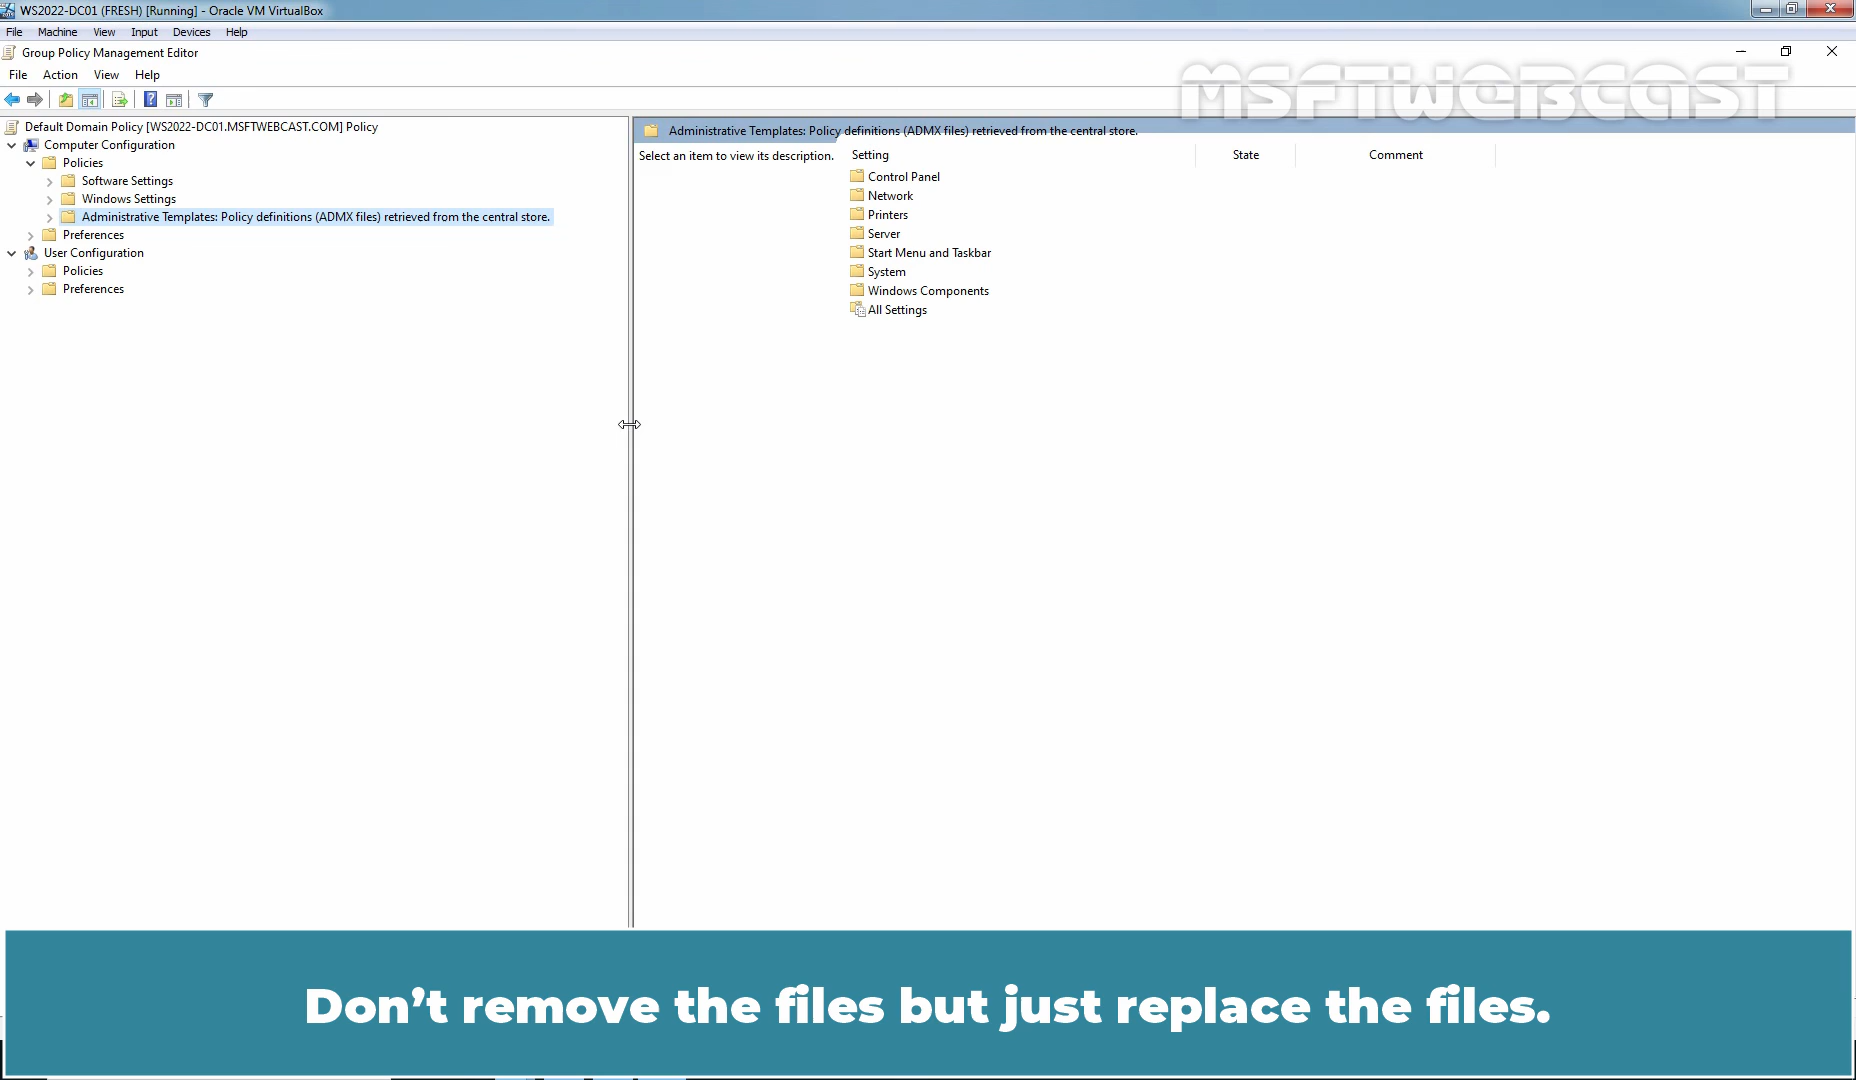 WS2022-DC01 (FRESH) [Running] - Oracle VM VirtualBox
File Machine View Input Devices Help
Group Policy Management Editor
File Action View Help
MSFTWEBCAST
Default Domain Policy [WS2022-DC01.MSFTWEBCAST.COM] Policy
Computer Configuration
Policies
Software Settings
Windows Settings
Administrative Templates: Policy definitions (ADMX files) retrieved from the central store.
Preferences
User Configuration
Policies
Preferences
Administrative Templates: Policy definitions (ADMX files) retrieved from the central store.
Select an item to view its description.
Setting State Comment
Control Panel
Network
Printers
Server
Start Menu and Taskbar
System
Windows Components
All Settings
Don’t remove the files but just replace the files.